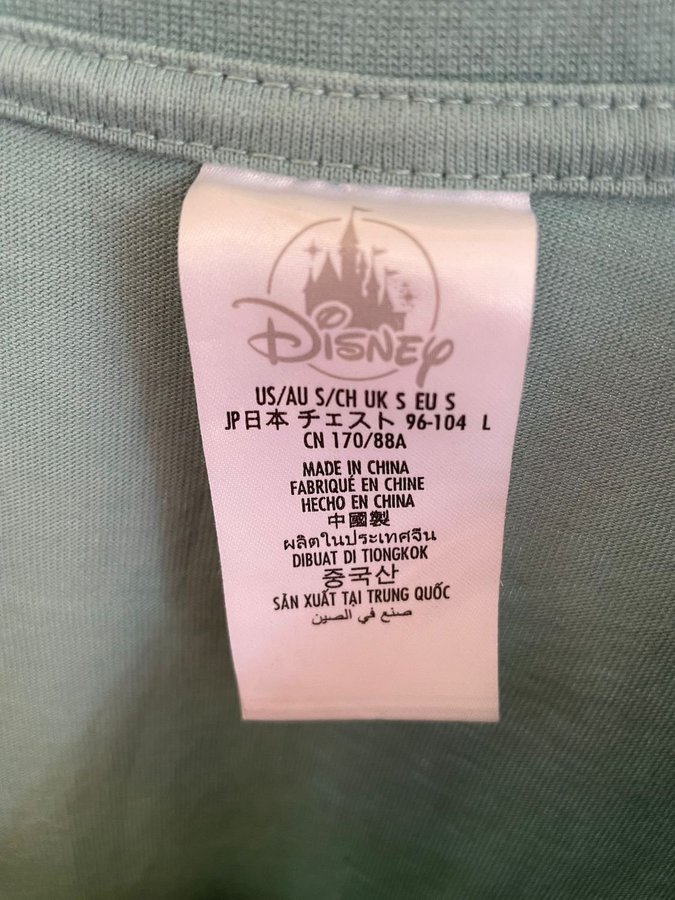 Disney
US/AU S/CH UK S EU S
JP日本 チェスト 96-104 L
CN 170/88A
MADE IN CHINA
FABRIQUÉ EN CHINE
HECHO EN CHINA
中國製
ผลิตในประเทศจีน
DIBUAT DI TIONGKOK
중국산
SẢN XUẤT TẠI TRUNG QUỐC
صنع في الصين